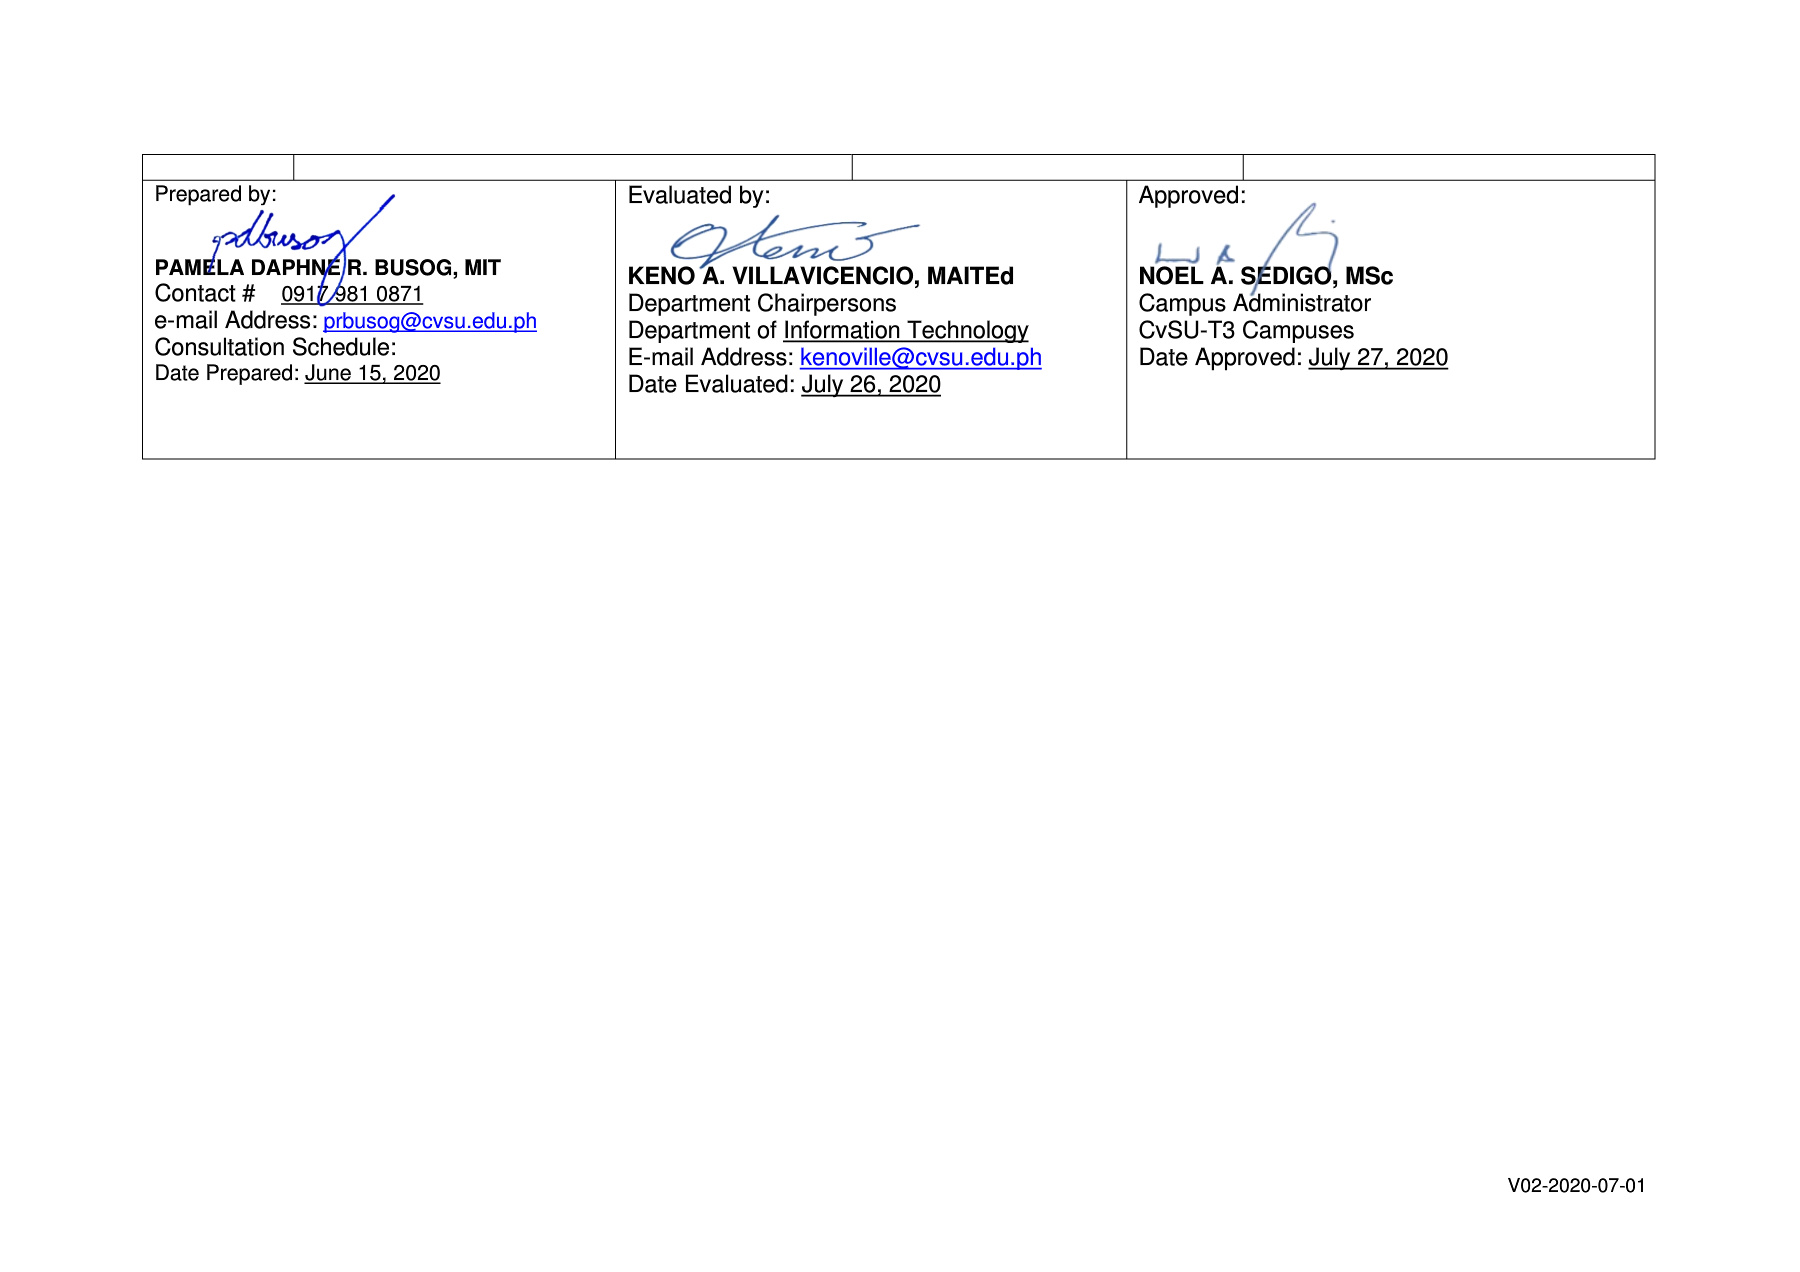 Prepared by:
pdbusog
PAMELA DAPHNE R. BUSOG, MIT
Contact # 0917 981 0871
e-mail Address: prbusog@cvsu.edu.ph
Consultation Schedule:
Date Prepared: June 15, 2020
Evaluated by:
KENO A. VILLAVICENCIO, MAITEd
Department Chairpersons
Department of Information Technology
E-mail Address: kenoville@cvsu.edu.ph
Date Evaluated: July 26, 2020
Approved:
NOEL A. SEDIGO, MSc
Campus Administrator
CvSU-T3 Campuses
Date Approved: July 27, 2020
V02-2020-07-01